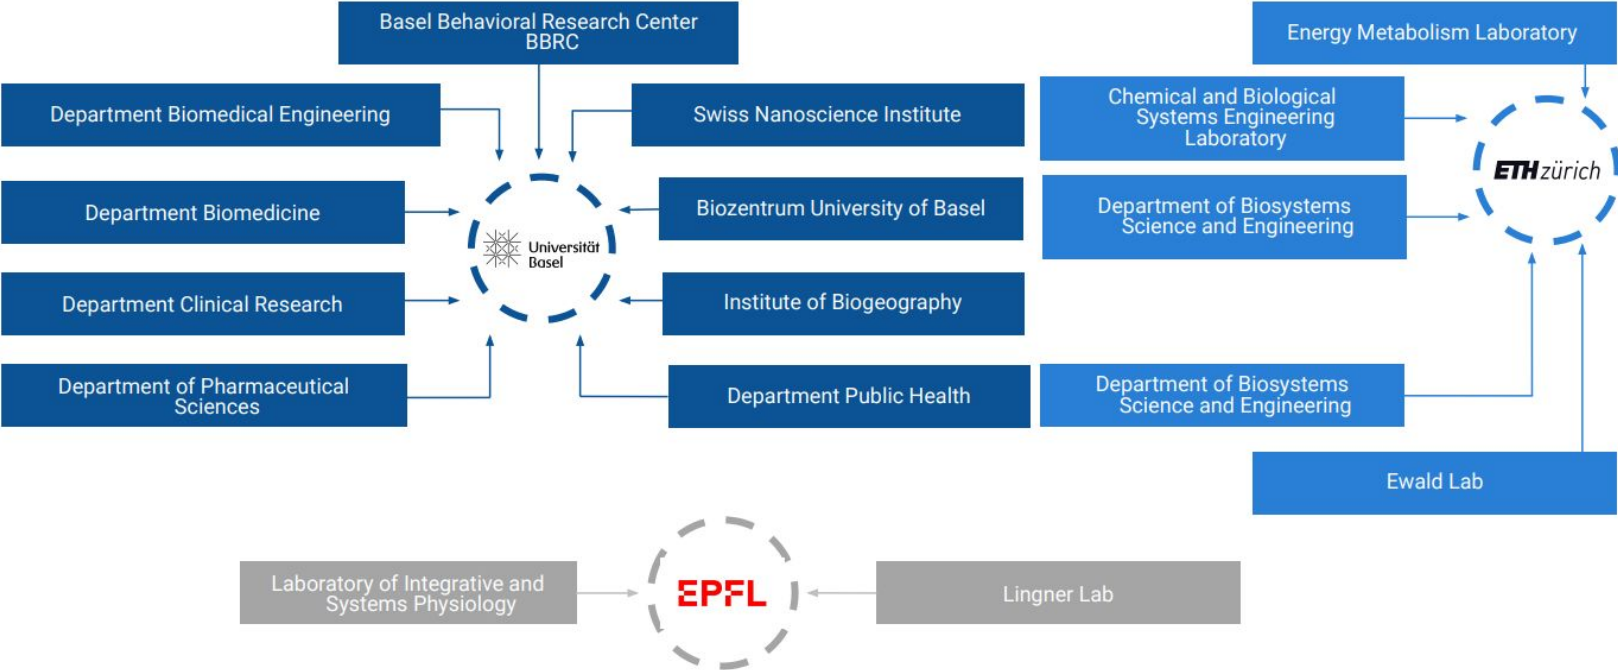 Basel Behavioral Research Center
BBRC
Energy Metabolism Laboratory
Department Biomedical Engineering
Swiss Nanoscience Institute
Chemical and Biological
Systems Engineering
Laboratory
ETH zürich
Department Biomedicine
Biozentrum University of Basel
Department of Biosystems
Science and Engineering
Universität
Basel
Department Clinical Research
Institute of Biogeography
Department of Pharmaceutical
Sciences
Department Public Health
Department of Biosystems
Science and Engineering
Ewald Lab
Laboratory of Integrative and
Systems Physiology
EPFL
Lingner Lab